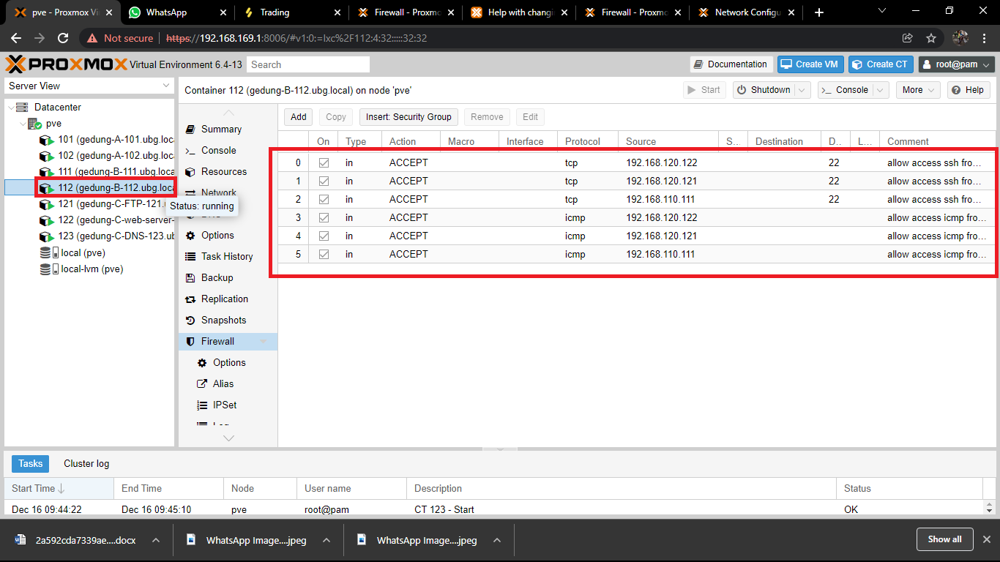 pve - Proxmox Vi
WhatsApp
Trading
Firewall - Proxmo
Help with changi
Firewall - Proxmo
Network Configu
Not secure
https://192.168.169.1:8006/#v1:0:=lxc%2F112:4:32:::::32:32
PROXMOX Virtual Environment 6.4-13
Search
Documentation
Create VM
Create CT
root@pam
Server View
Container 112 (gedung-B-112.ubg.local) on node 'pve'
Start
Shutdown
Console
More
Help
Datacenter
pve
101 (gedung-A-101.ubg.loca
102 (gedung-A-102.ubg.loca
111 (gedung-B-111.ubg.loca
112 (gedung-B-112.ubg.loca
121 (gedung-C-FTP-121.
122 (gedung-C-web-server-
123 (gedung-C-DNS-123.ub
local (pve)
local-lvm (pve)
Status: running
Summary
Console
Resources
Network
Options
Task History
Backup
Replication
Snapshots
Firewall
Options
Alias
IPSet
Add
Copy
Insert: Security Group
Remove
Edit
On Type Action Macro Interface Protocol Source S... Destination D... L... Comment
0 in ACCEPT tcp 192.168.120.122 22 allow access ssh fro...
1 in ACCEPT tcp 192.168.120.121 22 allow access ssh fro...
2 in ACCEPT tcp 192.168.110.111 22 allow access ssh fro...
3 in ACCEPT icmp 192.168.120.122 allow access icmp fro...
4 in ACCEPT icmp 192.168.120.121 allow access icmp fro...
5 in ACCEPT icmp 192.168.110.111 allow access icmp fro...
Tasks
Cluster log
Start Time End Time Node User name Description Status
Dec 16 09:44:22 Dec 16 09:45:10 pve root@pam CT 123 - Start OK
2a592cda7339ae....docx
WhatsApp Image....jpeg
WhatsApp Image....jpeg
Show all